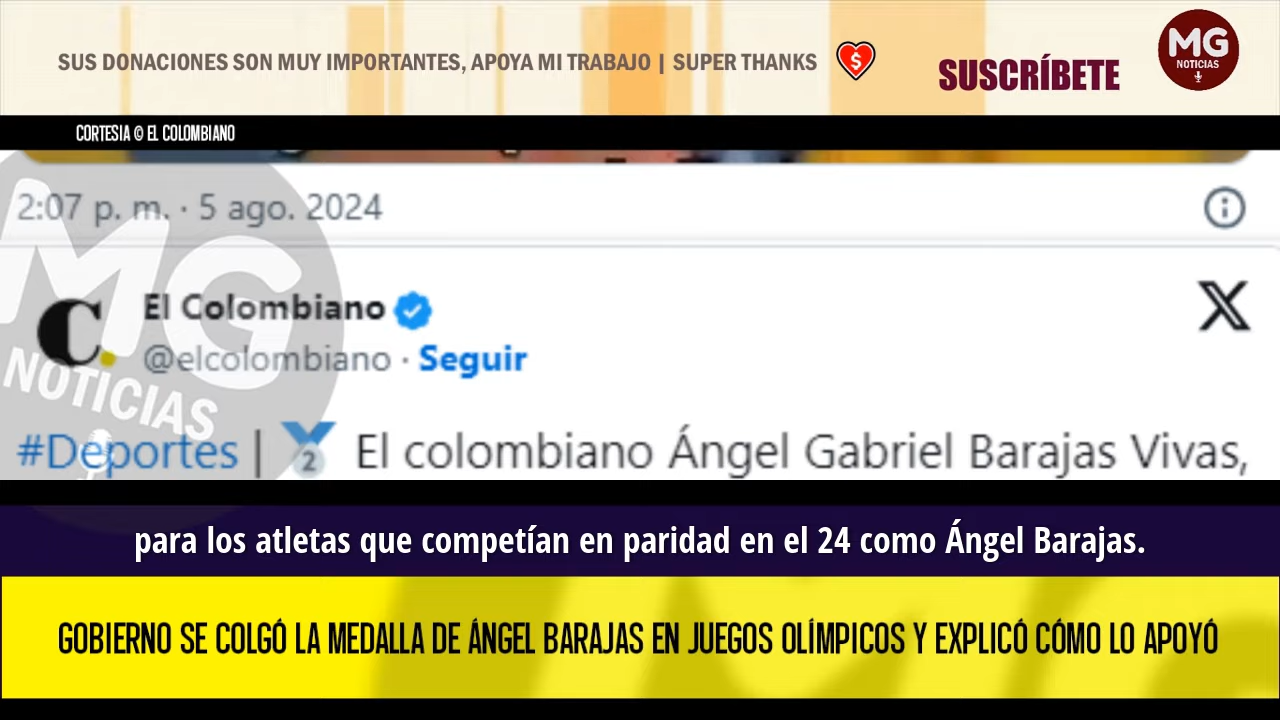 SUS DONACIONES SON MUY IMPORTANTES, APOYA MI TRABAJO | SUPER THANKS
SUSCRÍBETE
MG
NOTICIAS
CORTESIA © EL COLOMBIANO
2:07 p. m. · 5 ago. 2024
El Colombiano
@elcolombiano · Seguir
MG
NOTICIAS
#Deportes | 2 El colombiano Ángel Gabriel Barajas Vivas,
para los atletas que competían en paridad en el 24 como Ángel Barajas.
GOBIERNO SE COLGÓ LA MEDALLA DE ÁNGEL BARAJAS EN JUEGOS OLÍMPICOS Y EXPLICÓ CÓMO LO APOYÓ